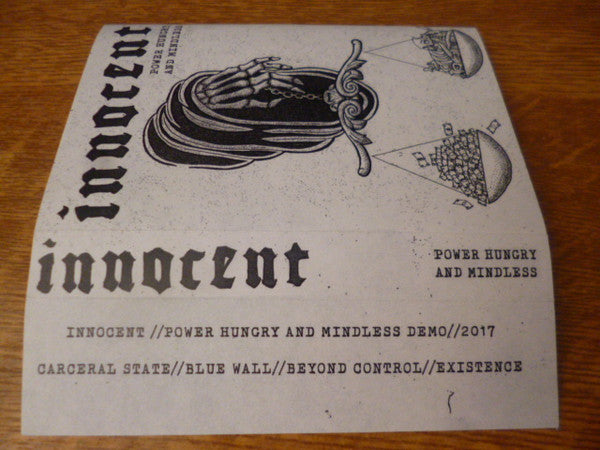 innocent
POWER HUNGRY
AND MINDLESS
innocent
POWER HUNGRY
AND MINDLESS
INNOCENT //POWER HUNGRY AND MINDLESS DEMO//2017
CARCERAL STATE//BLUE WALL//BEYOND CONTROL//EXISTENCE